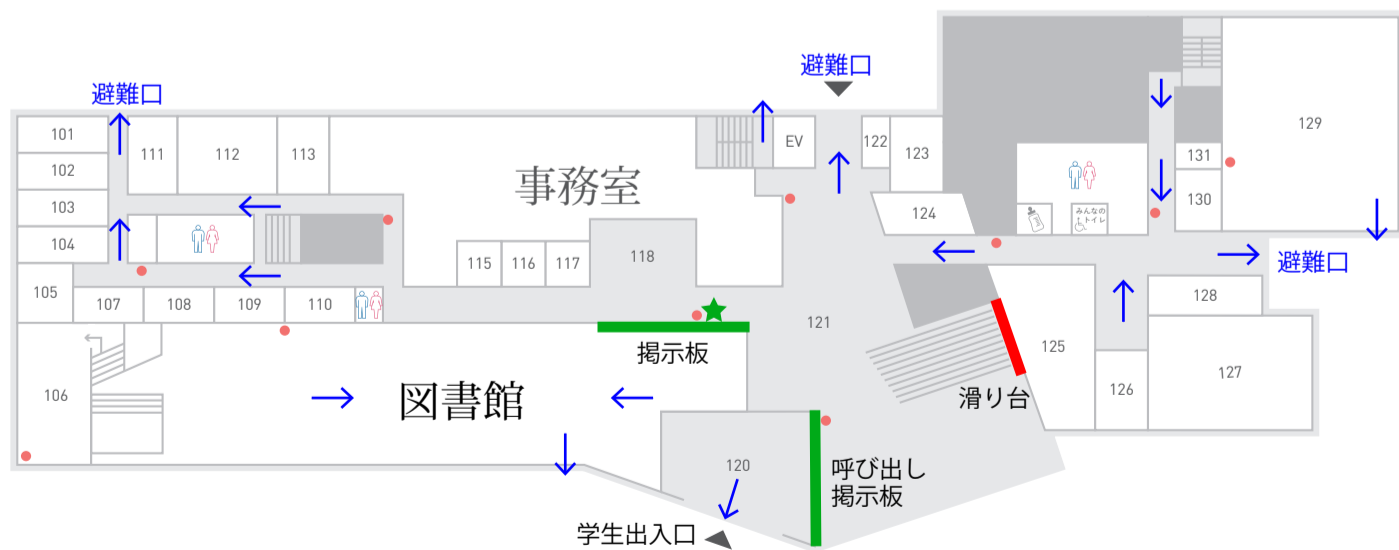 避難口
避難口
101
102
103
104
105
106
107
108
109
110
111
112
113
事務室
115
116
117
118
EV
122
123
124
129
131
130
みんなの
トイレ
避難口
128
127
126
125
121
掲示板
滑り台
図書館
呼び出し
掲示板
120
学生出入口